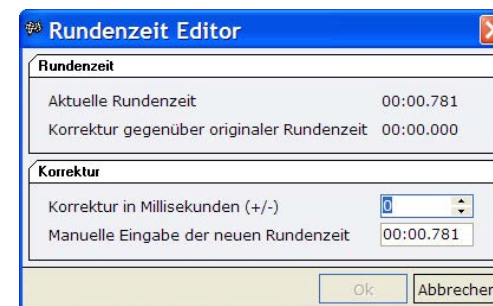 Rundenzeit Editor
Rundenzeit
Aktuelle Rundenzeit 00:00.781
Korrektur gegenüber originaler Rundenzeit 00:00.000
Korrektur
Korrektur in Millisekunden (+/-) 0
Manuelle Eingabe der neuen Rundenzeit 00:00.781
Ok Abbrechen